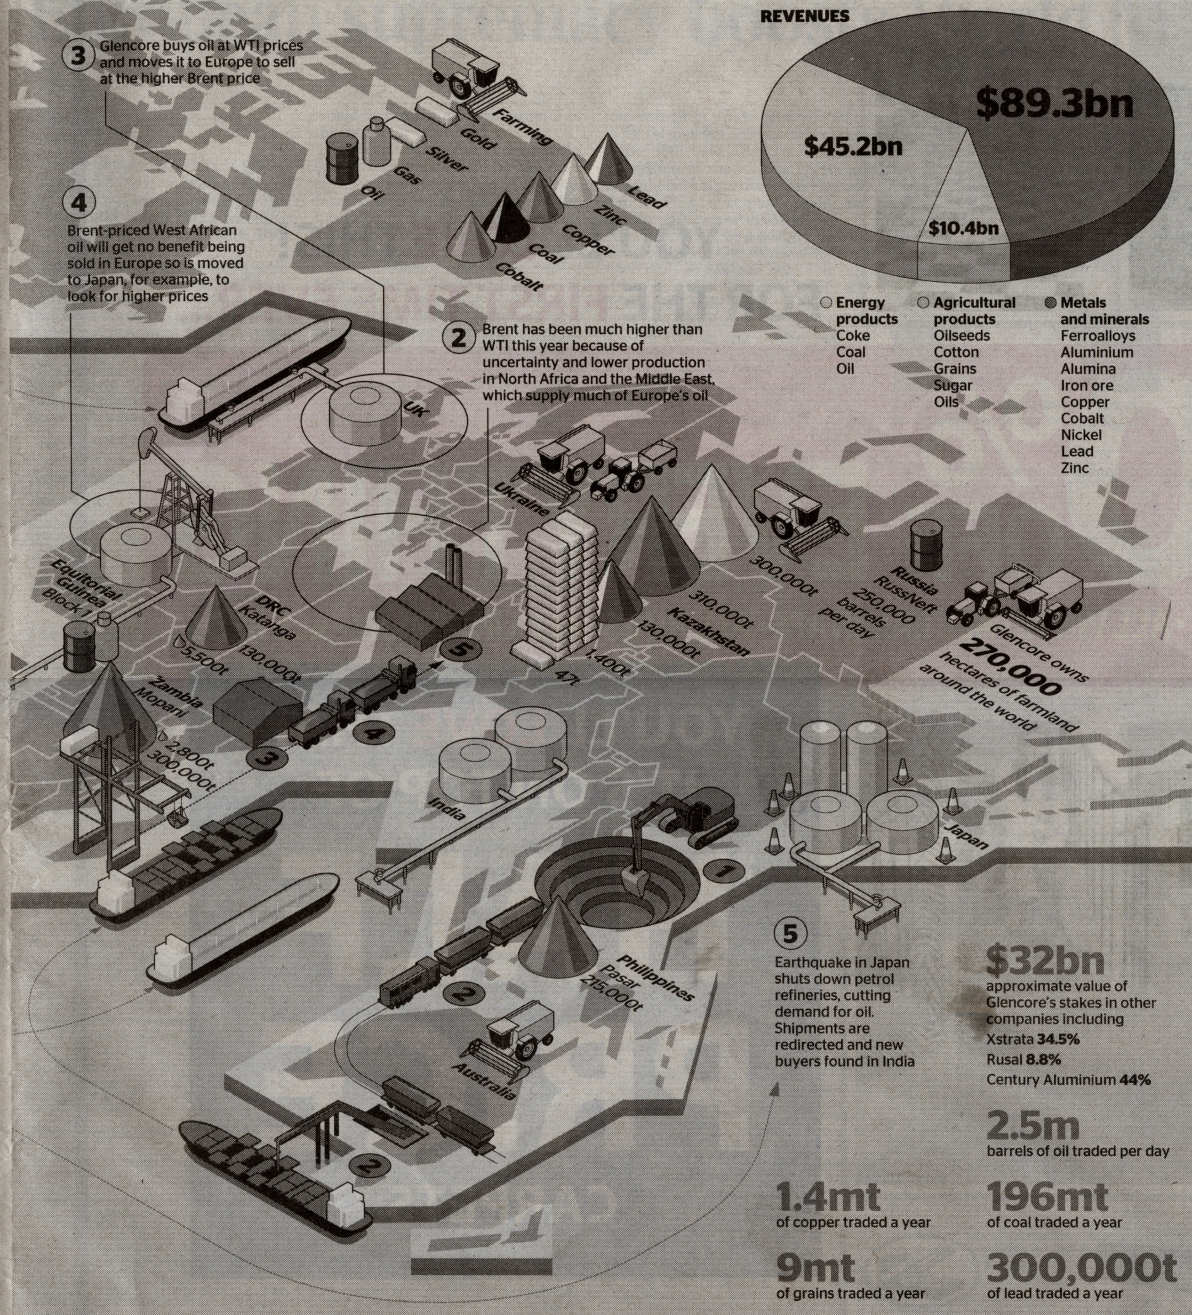 REVENUES
$89.3bn
$45.2bn
$10.4bn
Energy
products
Coke
Coal
Oil
Agricultural
products
Oilseeds
Cotton
Grains
Sugar
Oils
Metals
and minerals
Ferroalloys
Aluminium
Alumina
Iron ore
Copper
Cobalt
Nickel
Lead
Zinc
3
Glencore buys oil at WTI prices
and moves it to Europe to sell
at the higher Brent price
Farming
Gold
Silver
Gas
Oil
Lead
Zinc
Copper
Coal
Cobalt
4
Brent-priced West African
oil will get no benefit being
sold in Europe so is moved
to Japan, for example, to
look for higher prices
2
Brent has been much higher than
WTI this year because of
uncertainty and lower production
in North Africa and the Middle East,
which supply much of Europe's oil
UK
Ukraine
Equitorial
Guinea
Block 1
DRC
Katanga
130,000t
5,500t
Zambia
Mopani
2,800t
300,000t
3
4
5
47t
1,400t
Kazakhstan
130,000t
310,000t
300,000t
Russia
RussNeft
250,000
barrels
per day
Glencore owns
270,000
hectares of farmland
around the world
India
Japan
1
2
Philippines
Pasar
215,000t
Australia
2
5
Earthquake in Japan
shuts down petrol
refineries, cutting
demand for oil.
Shipments are
redirected and new
buyers found in India
$32bn
approximate value of
Glencore's stakes in other
companies including
Xstrata 34.5%
Rusal 8.8%
Century Aluminium 44%
2.5m
barrels of oil traded per day
1.4mt
of copper traded a year
196mt
of coal traded a year
9mt
of grains traded a year
300,000t
of lead traded a year